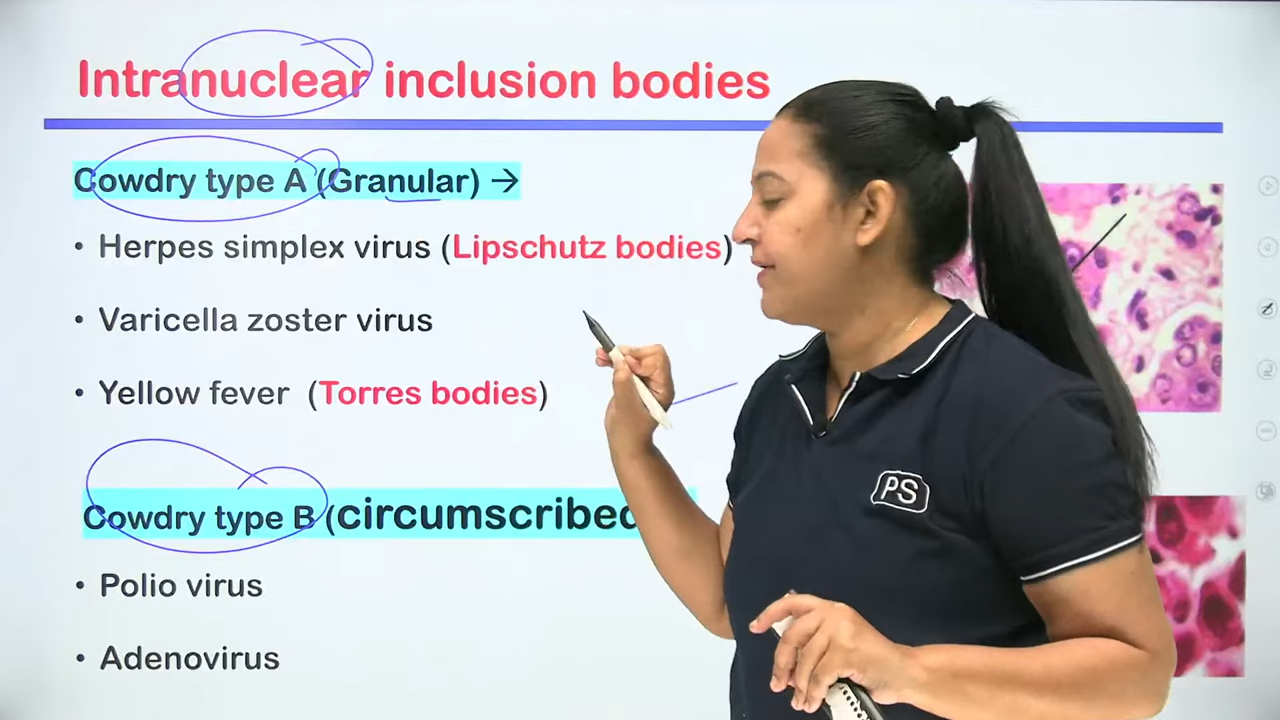 Intranuclear inclusion bodies
Cowdry type A (Granular) →
• Herpes simplex virus (Lipschutz bodies)
• Varicella zoster virus
• Yellow fever (Torres bodies)
Cowdry type B (circumscribed
• Polio virus
• Adenovirus
PS